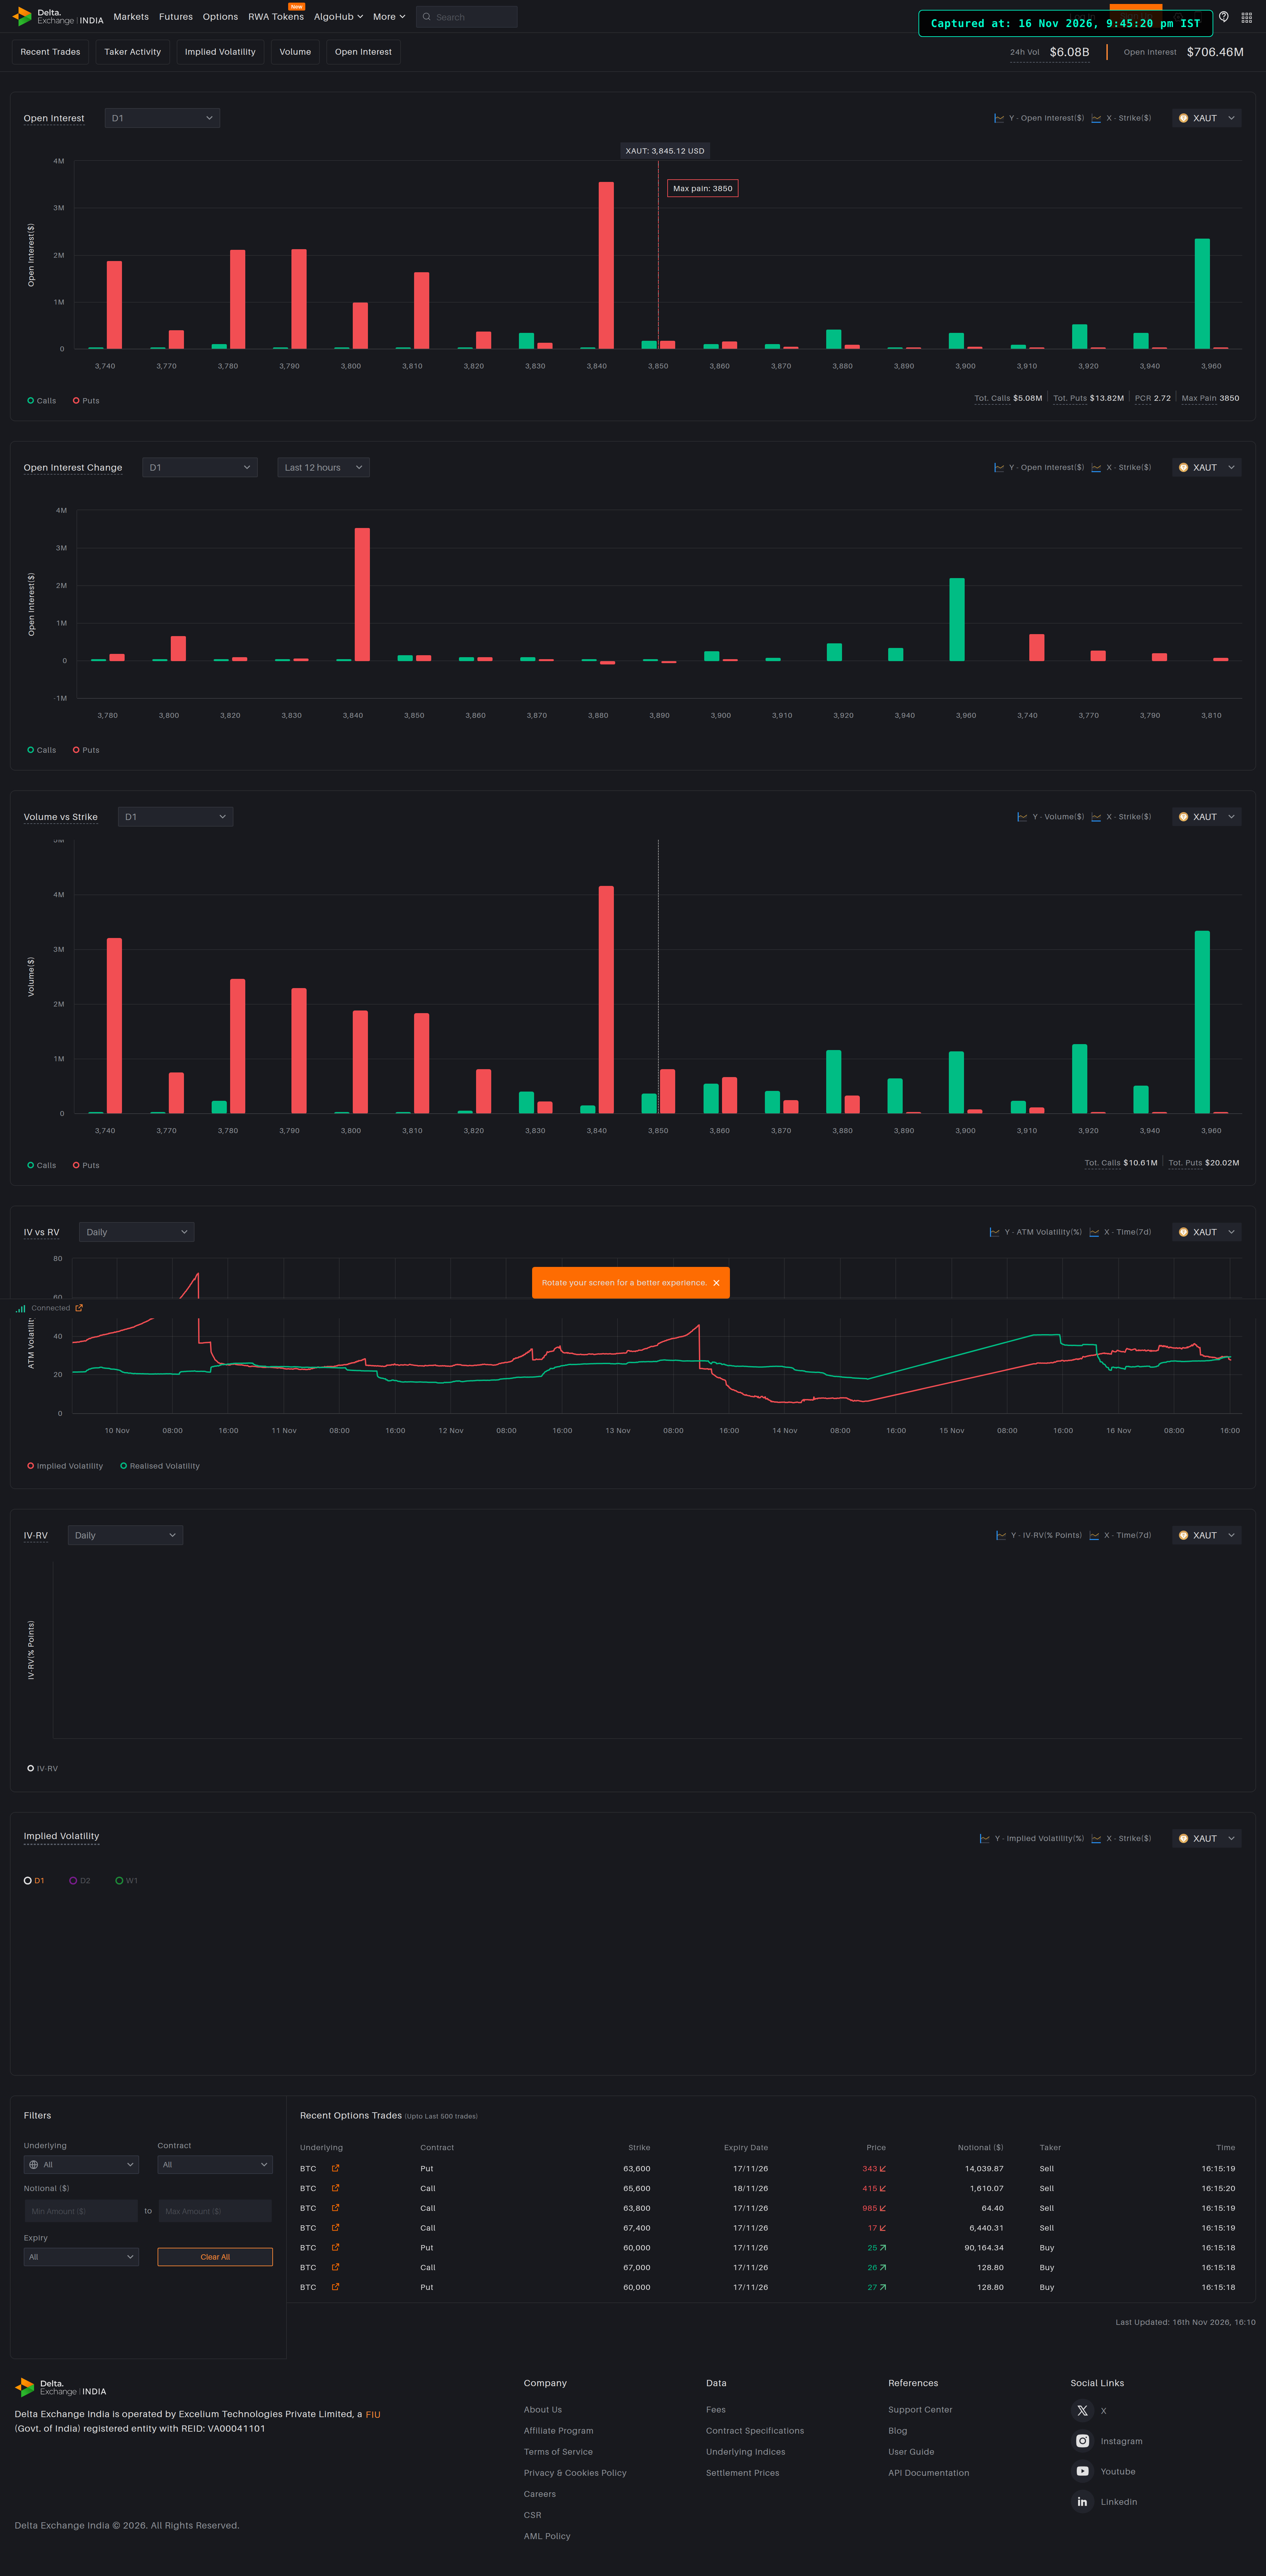 Delta. Exchange | INDIA Markets Futures Options RWA Tokens New AlgoHub More Search
Captured at: 16 Nov 2026, 9:45:20 pm IST
Recent Trades Taker Activity Implied Volatility Volume Open Interest 24h Vol $6.08B Open Interest $706.46M
Open Interest D1 Y - Open Interest($) X - Strike($) XAUT
XAUT: 3,845.12 USD
Max pain: 3850
4M
3M
2M
1M
0
Open Interest($)
3,740 3,770 3,780 3,790 3,800 3,810 3,820 3,830 3,840 3,850 3,860 3,870 3,880 3,890 3,900 3,910 3,920 3,940 3,960
Calls Puts Tot. Calls $5.08M Tot. Puts $13.82M PCR 2.72 Max Pain 3850
Open Interest Change D1 Last 12 hours Y - Open Interest($) X - Strike($) XAUT
4M
3M
2M
1M
0
-1M
Open Interest($)
3,780 3,800 3,820 3,830 3,840 3,850 3,860 3,870 3,880 3,890 3,900 3,910 3,920 3,940 3,960 3,740 3,770 3,790 3,810
Calls Puts
Volume vs Strike D1 Y - Volume($) X - Strike($) XAUT
5M
4M
3M
2M
1M
0
Volume($)
3,740 3,770 3,780 3,790 3,800 3,810 3,820 3,830 3,840 3,850 3,860 3,870 3,880 3,890 3,900 3,910 3,920 3,940 3,960
Calls Puts Tot. Calls $10.61M Tot. Puts $20.02M
IV vs RV Daily Y - ATM Volatility(%) X - Time(7d) XAUT
80
60
Rotate your screen for a better experience.
Connected
40
20
0
ATM Volatilit
10 Nov 08:00 16:00 11 Nov 08:00 16:00 12 Nov 08:00 16:00 13 Nov 08:00 16:00 14 Nov 08:00 16:00 15 Nov 08:00 16:00 16 Nov 08:00 16:00
Implied Volatility Realised Volatility
IV-RV Daily Y - IV-RV(% Points) X - Time(7d) XAUT
IV-RV(% Points)
IV-RV
Implied Volatility Y - Implied Volatility(%) X - Strike($) XAUT
D1 D2 W1
Filters
Underlying Contract
All All
Notional ($)
Min Amount ($) to Max Amount ($)
Expiry
All Clear All
Recent Options Trades (Upto Last 500 trades)
Underlying Contract Strike Expiry Date Price Notional ($) Taker Time
BTC Put 63,600 17/11/26 343 14,039.87 Sell 16:15:19
BTC Call 65,600 18/11/26 415 1,610.07 Sell 16:15:20
BTC Call 63,800 17/11/26 985 64.40 Sell 16:15:19
BTC Call 67,400 17/11/26 17 6,440.31 Sell 16:15:19
BTC Put 60,000 17/11/26 25 90,164.34 Buy 16:15:18
BTC Call 67,000 17/11/26 26 128.80 Buy 16:15:18
BTC Put 60,000 17/11/26 27 128.80 Buy 16:15:18
Last Updated: 16th Nov 2026, 16:10
Delta. Exchange | INDIA
Delta Exchange India is operated by Excelium Technologies Private Limited, a FIU
(Govt. of India) registered entity with REID: VA00041101
Delta Exchange India © 2026. All Rights Reserved.
Company
About Us
Affiliate Program
Terms of Service
Privacy & Cookies Policy
Careers
CSR
AML Policy
Data
Fees
Contract Specifications
Underlying Indices
Settlement Prices
References
Support Center
Blog
User Guide
API Documentation
Social Links
X
Instagram
Youtube
Linkedin